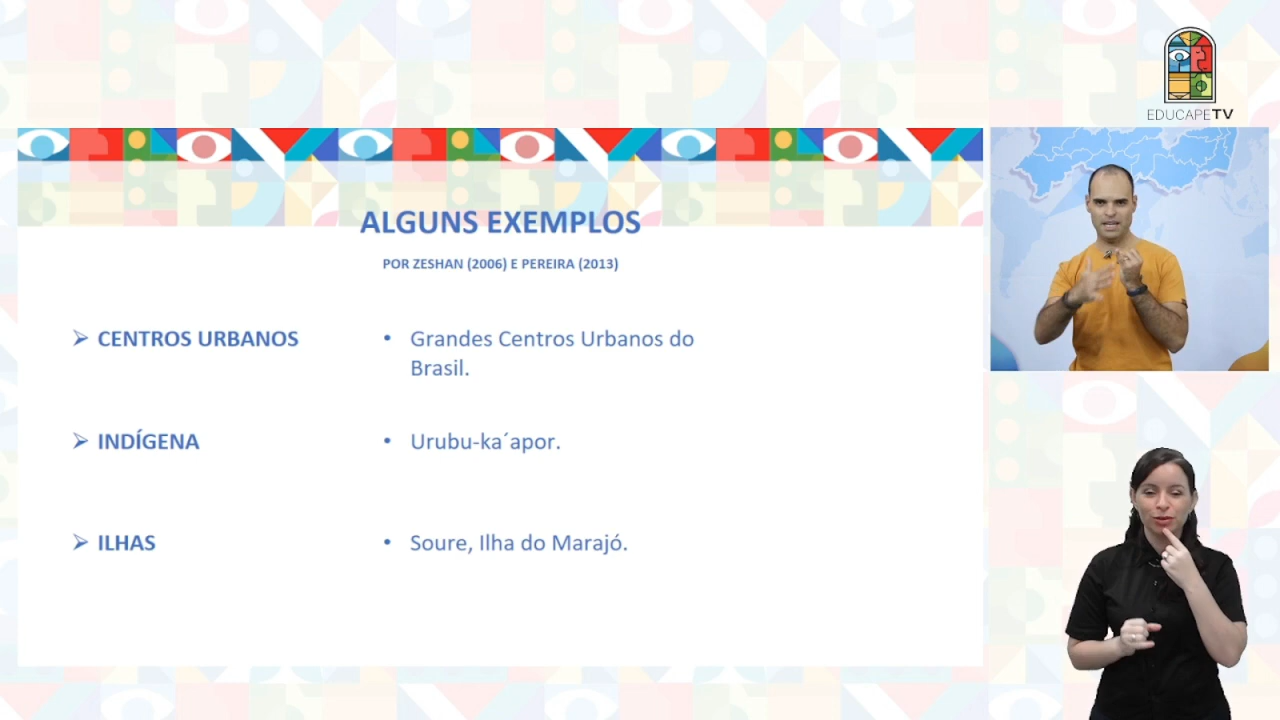 EDUCAPETV
ALGUNS EXEMPLOS
POR ZESHAN (2006) E PEREIRA (2013)
➢ CENTROS URBANOS
• Grandes Centros Urbanos do
Brasil.
➢ INDÍGENA
• Urubu-ka´apor.
➢ ILHAS
• Soure, Ilha do Marajó.